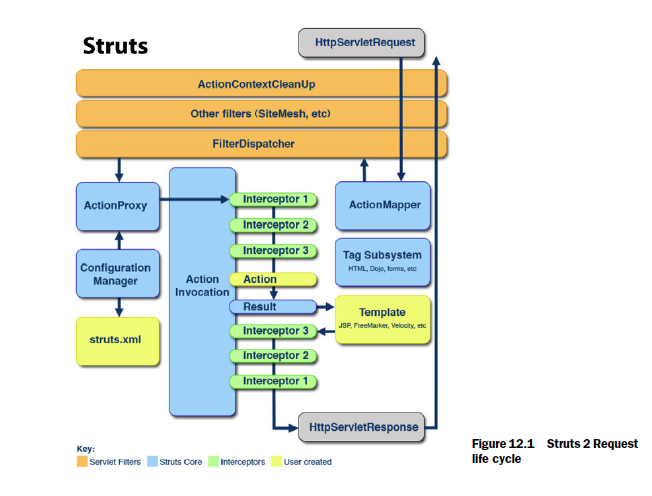 Struts
HttpServletRequest
ActionContextCleanUp
Other filters (SiteMesh, etc)
FilterDispatcher
ActionProxy
Configuration
Manager
struts.xml
Action
Invocation
Interceptor 1
Interceptor 2
Interceptor 3
Action
Result
Interceptor 3
Interceptor 2
Interceptor 1
ActionMapper
Tag Subsystem
HTML, Dojo, forms, etc
Template
JSP, FreeMarker, Velocity, etc
HttpServletResponse
Key:
Servlet Filters
Struts Core
Interceptors
User created
Figure 12.1 Struts 2 Request
life cycle